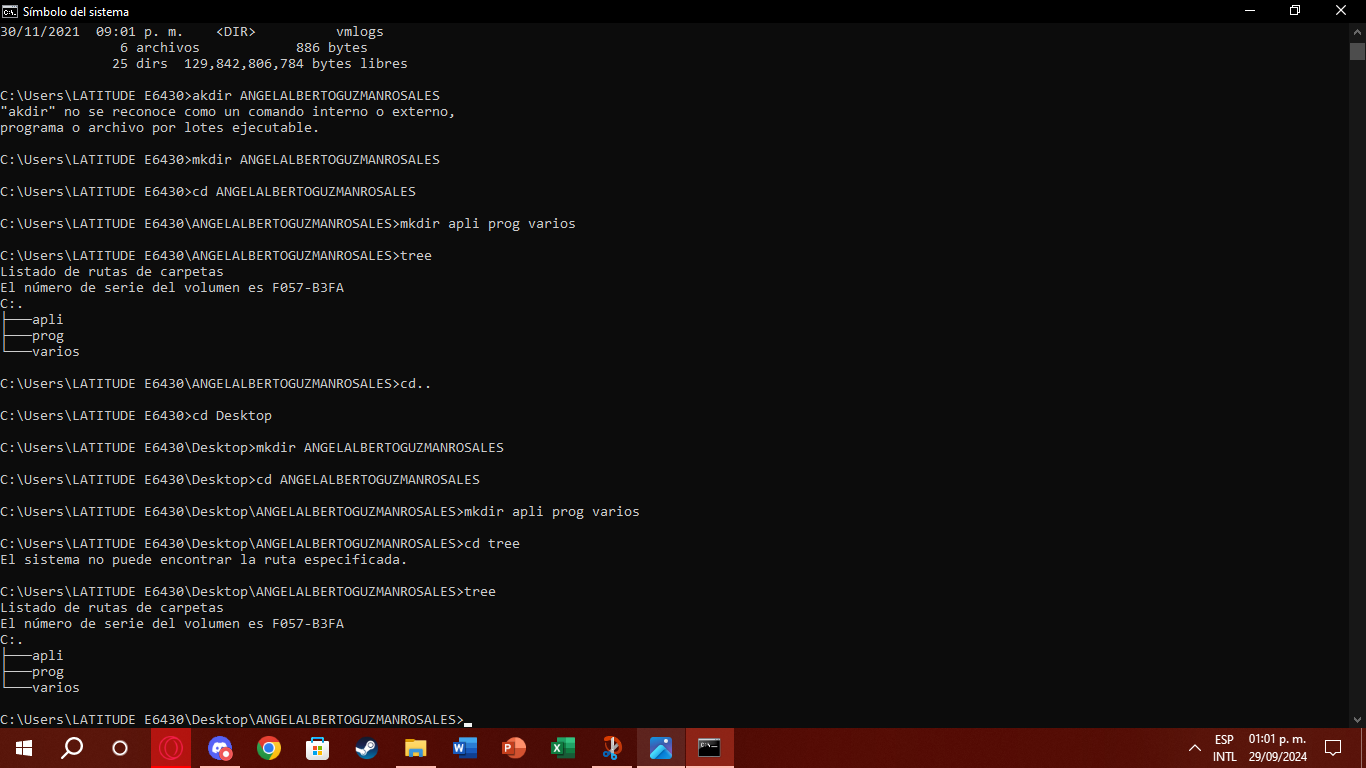 Símbolo del sistema
30/11/2021  09:01 p. m.    <DIR>          vmlogs
               6 archivos            886 bytes
              25 dirs  129,842,806,784 bytes libres
C:\Users\LATITUDE E6430>akdir ANGELALBERTOGUZMANROSALES
"akdir" no se reconoce como un comando interno o externo,
programa o archivo por lotes ejecutable.
C:\Users\LATITUDE E6430>mkdir ANGELALBERTOGUZMANROSALES
C:\Users\LATITUDE E6430>cd ANGELALBERTOGUZMANROSALES
C:\Users\LATITUDE E6430\ANGELALBERTOGUZMANROSALES>mkdir apli prog varios
C:\Users\LATITUDE E6430\ANGELALBERTOGUZMANROSALES>tree
Listado de rutas de carpetas
El número de serie del volumen es F057-B3FA
C:.
├───apli
├───prog
└───varios
C:\Users\LATITUDE E6430\ANGELALBERTOGUZMANROSALES>cd..
C:\Users\LATITUDE E6430>cd Desktop
C:\Users\LATITUDE E6430\Desktop>mkdir ANGELALBERTOGUZMANROSALES
C:\Users\LATITUDE E6430\Desktop>cd ANGELALBERTOGUZMANROSALES
C:\Users\LATITUDE E6430\Desktop\ANGELALBERTOGUZMANROSALES>mkdir apli prog varios
C:\Users\LATITUDE E6430\Desktop\ANGELALBERTOGUZMANROSALES>cd tree
El sistema no puede encontrar la ruta especificada.
C:\Users\LATITUDE E6430\Desktop\ANGELALBERTOGUZMANROSALES>tree
Listado de rutas de carpetas
El número de serie del volumen es F057-B3FA
C:.
├───apli
├───prog
└───varios
C:\Users\LATITUDE E6430\Desktop\ANGELALBERTOGUZMANROSALES>
ESP 01:01 p. m.
INTL 29/09/2024